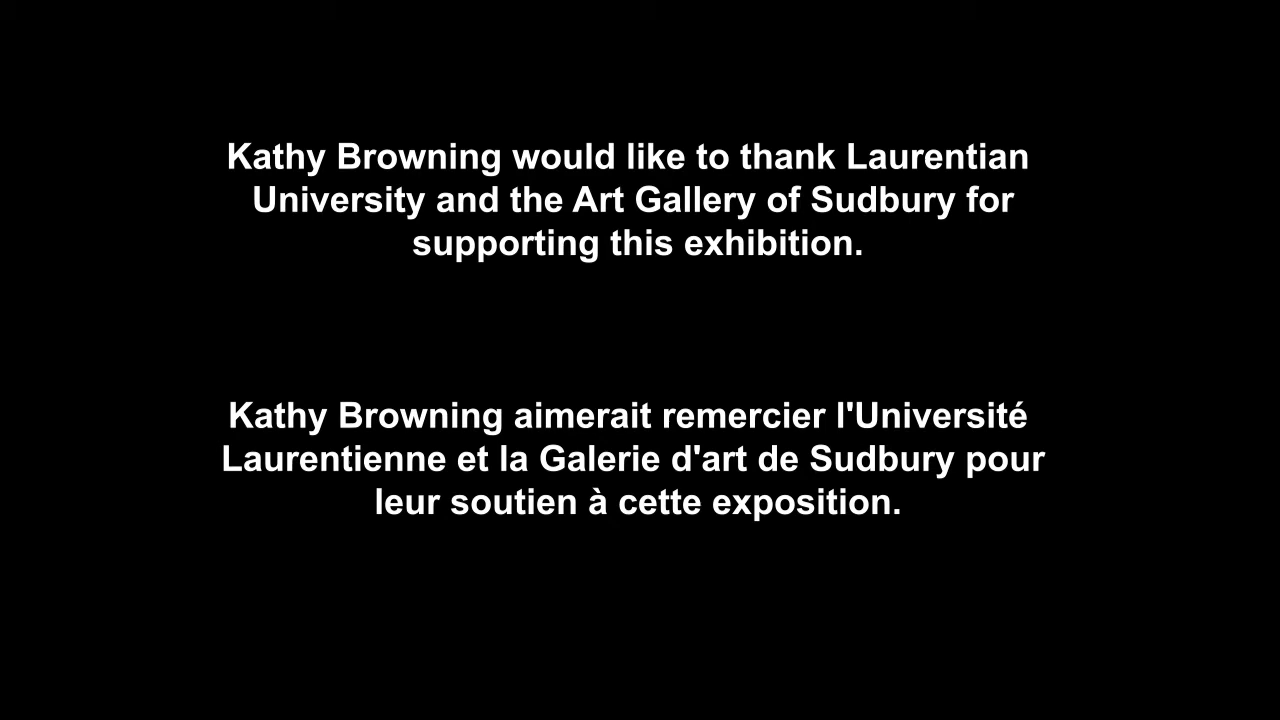 Kathy Browning would like to thank Laurentian
University and the Art Gallery of Sudbury for
supporting this exhibition.
Kathy Browning aimerait remercier l'Université
Laurentienne et la Galerie d'art de Sudbury pour
leur soutien à cette exposition.